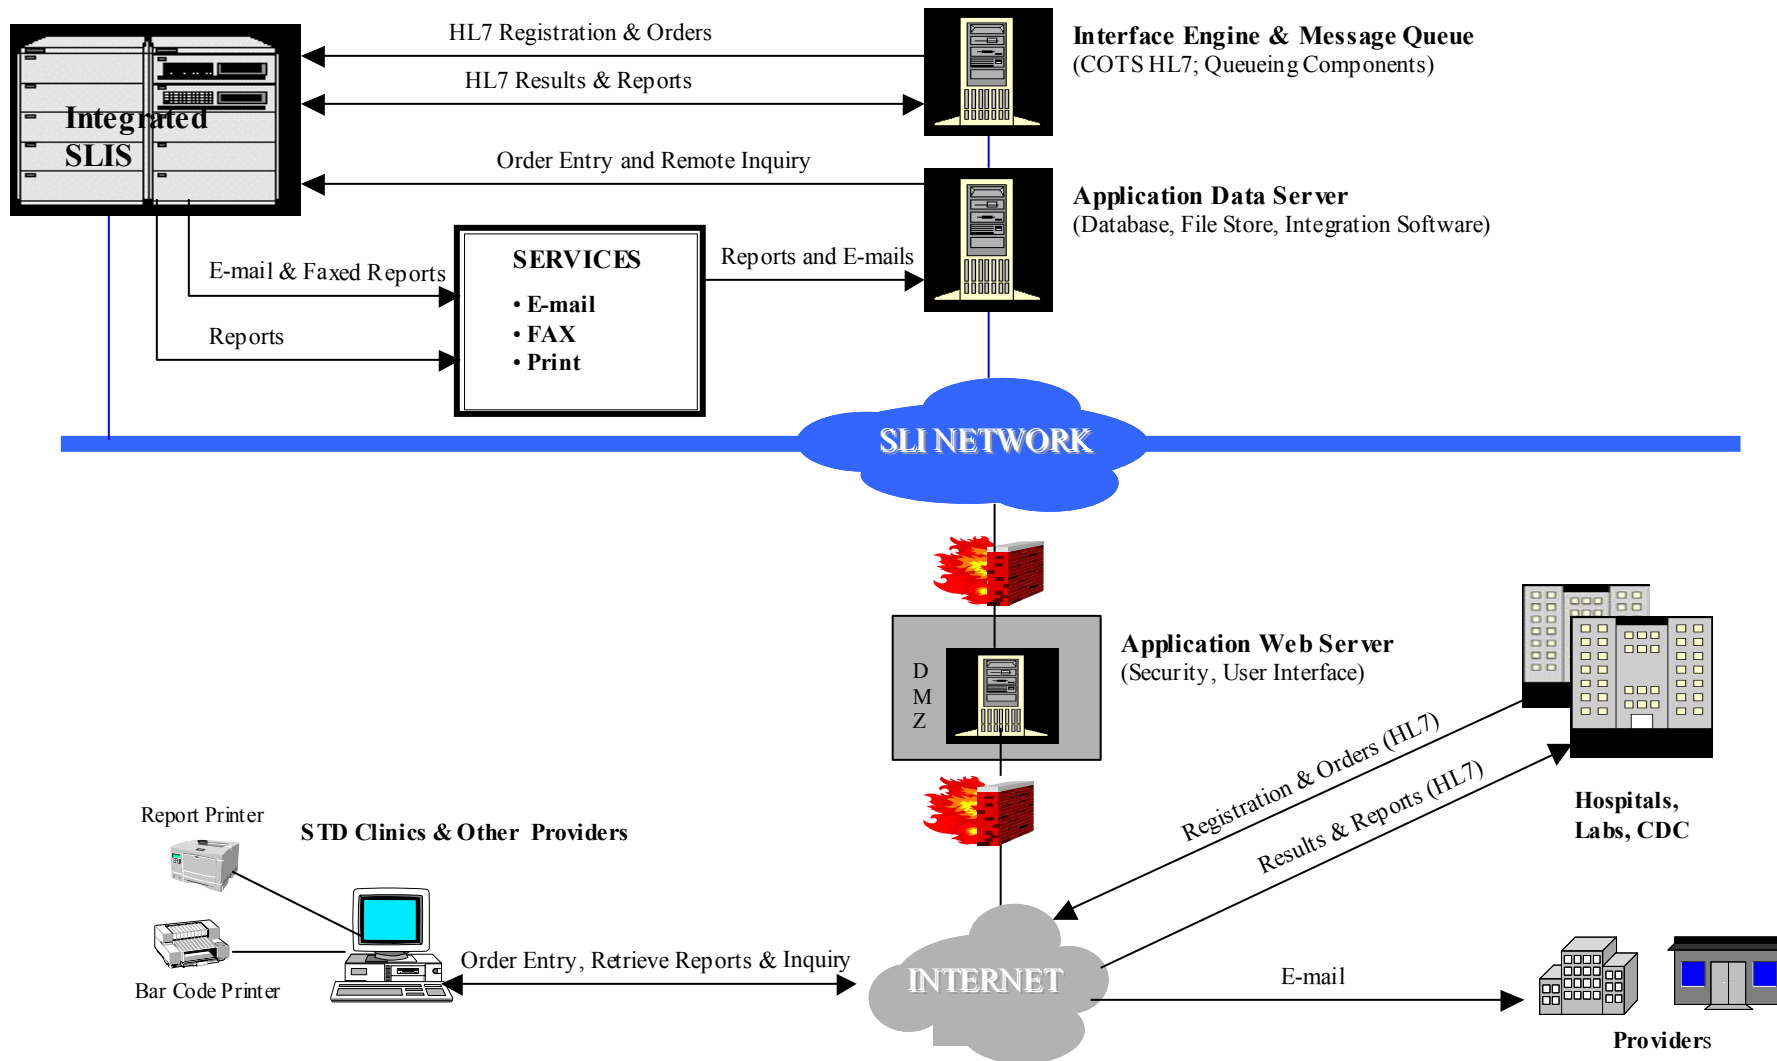 HL7 Registration & Orders
Interface Engine & Message Queue
(COTS HL7; Queueing Components)
HL7 Results & Reports
Integrated
SLIS
Order Entry and Remote Inquiry
Application Data Server
(Database, File Store, Integration Software)
SERVICES
• E-mail
• FAX
• Print
Reports and E-mails
E-mail & Faxed Reports
Reports
SLI NETWORK
Application Web Server
(Security, User Interface)
D
M
Z
Registration & Orders (HL7)
Results & Reports (HL7)
Hospitals,
Labs, CDC
Report Printer
STD Clinics & Other Providers
Bar Code Printer
Order Entry, Retrieve Reports & Inquiry
INTERNET
E-mail
Providers